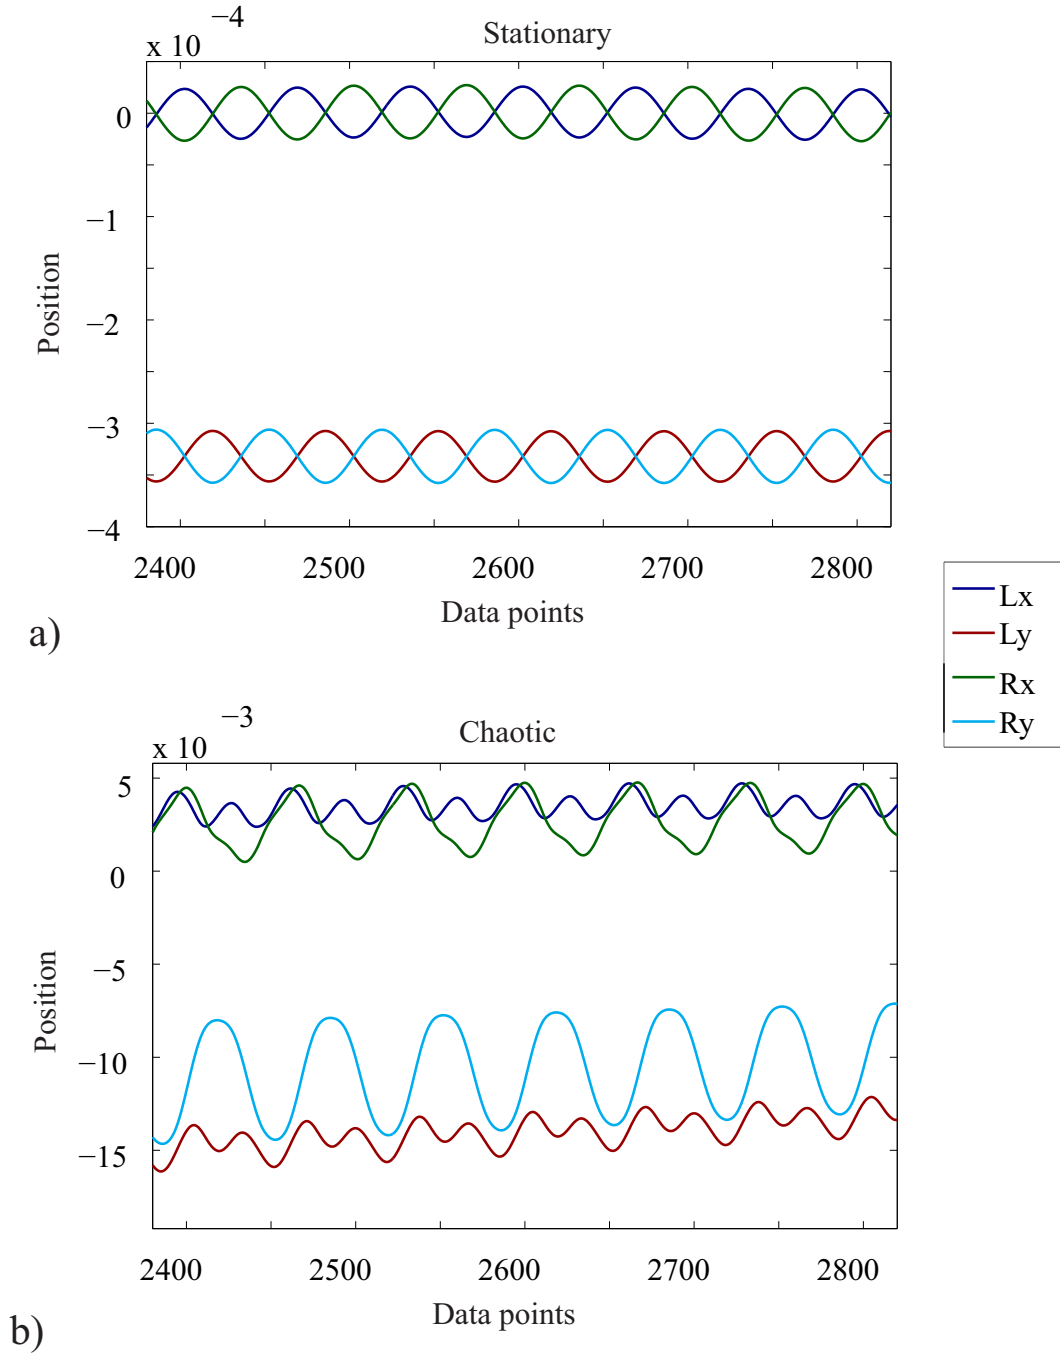 −4
x 10
Stationary
0
−1
−2
−3
−4
Position
2400 2500 2600 2700 2800
Data points
a)
Lx
Ly
Rx
Ry
−3
x 10
Chaotic
5
0
−5
−10
−15
Position
2400 2500 2600 2700 2800
Data points
b)